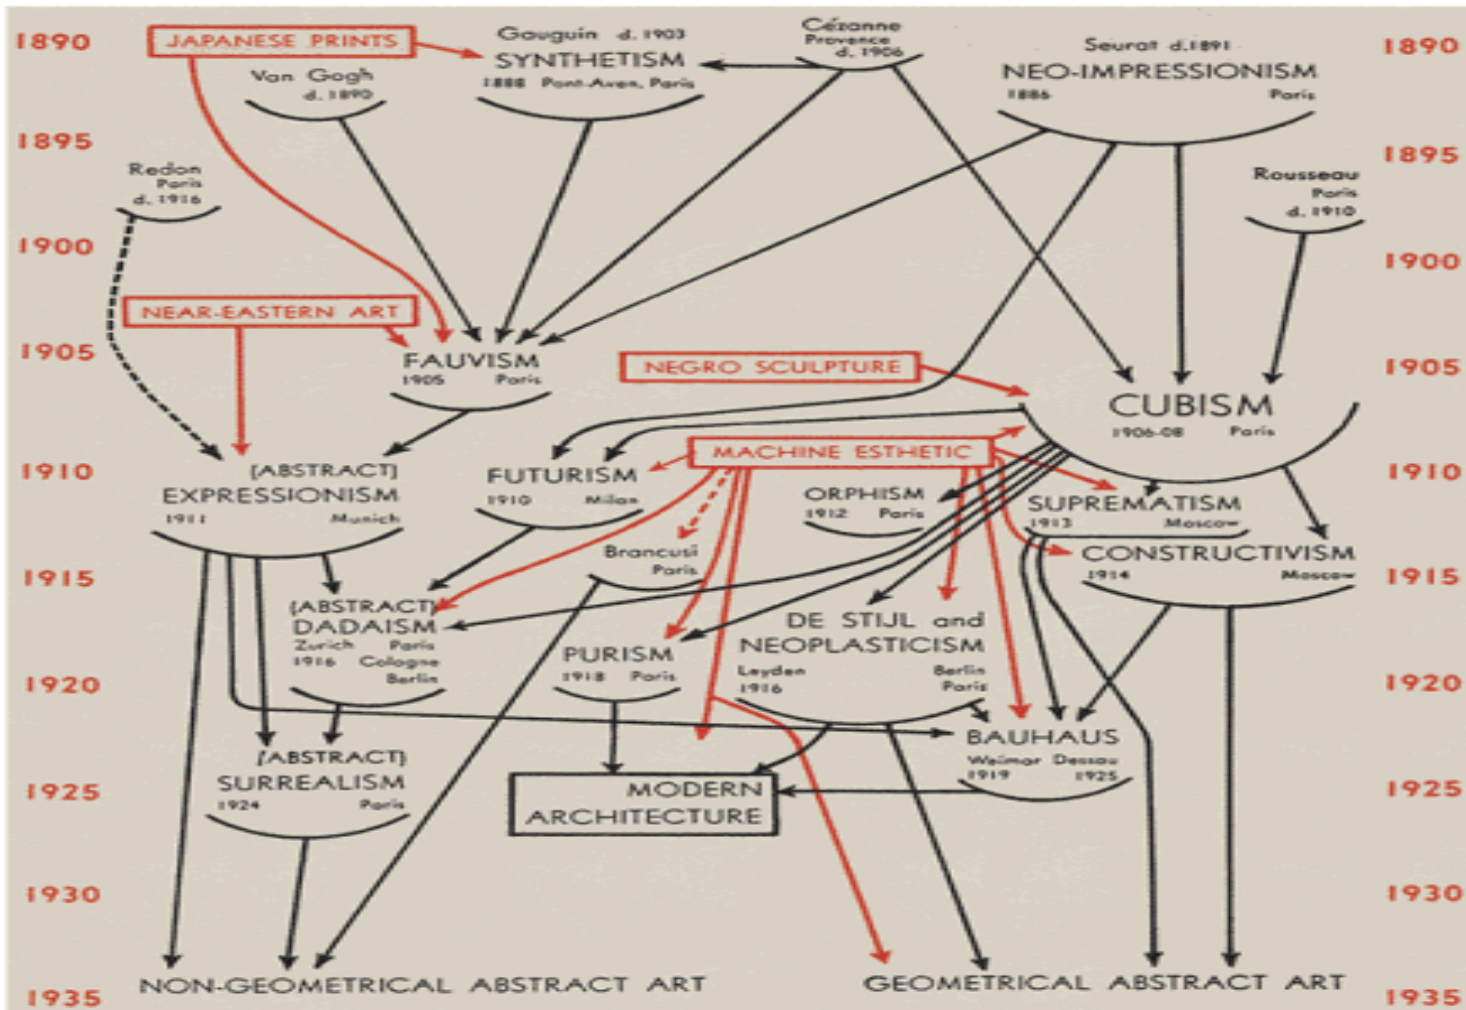 1890
JAPANESE PRINTS
Gauguin d. 1903
SYNTHETISM
1888 Pont-Aven, Paris
Cézanne
Provence
d. 1906
Seurat d.1891
NEO-IMPRESSIONISM
1886 Paris
1890
Van Gogh
d. 1890
1895
1895
Redon
Paris
d. 1916
Rousseau
Paris
d. 1910
1900
1900
NEAR-EASTERN ART
1905
FAUVISM
1905 Paris
NEGRO SCULPTURE
1905
CUBISM
1906-08 Paris
1910
(ABSTRACT)
EXPRESSIONISM
1911 Munich
FUTURISM
1910 Milan
MACHINE ESTHETIC
ORPHISM
1912 Paris
SUPREMATISM
1913 Moscow
1910
Brancusi
Paris
CONSTRUCTIVISM
1914 Moscow
1915
1915
(ABSTRACT)
DADAISM
Zurich Paris
1916 Cologne
Berlin
PURISM
1918 Paris
DE STIJL and
NEOPLASTICISM
Leyden Berlin
1916 Paris
1920
1920
(ABSTRACT)
SURREALISM
1924 Paris
BAUHAUS
Weimar Dessau
1919 1925
1925
MODERN
ARCHITECTURE
1925
1930
1930
NON-GEOMETRICAL ABSTRACT ART
GEOMETRICAL ABSTRACT ART
1935
1935